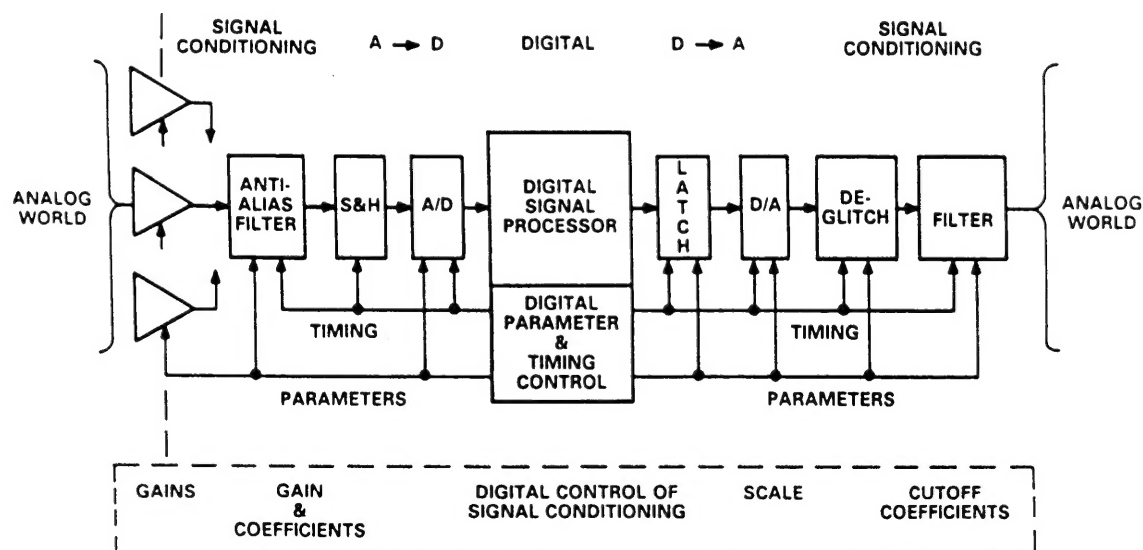 SIGNAL
CONDITIONING
A → D
DIGITAL
D → A
SIGNAL
CONDITIONING
ANALOG
WORLD
ANTI-
ALIAS
FILTER
S&H
A/D
DIGITAL
SIGNAL
PROCESSOR
LATCH
D/A
DE-
GLITCH
FILTER
ANALOG
WORLD
TIMING
DIGITAL
PARAMETER
&
TIMING
CONTROL
TIMING
PARAMETERS
PARAMETERS
GAINS
GAIN
&
COEFFICIENTS
DIGITAL CONTROL OF
SIGNAL CONDITIONING
SCALE
CUTOFF
COEFFICIENTS